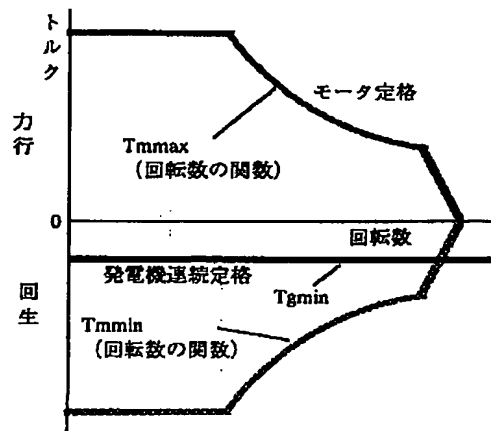 トルク
力行
モータ定格
Tmmax
(回転数の関数)
0
回転数
発電機連続定格
Tgmin
回生
Tmmin
(回転数の関数)